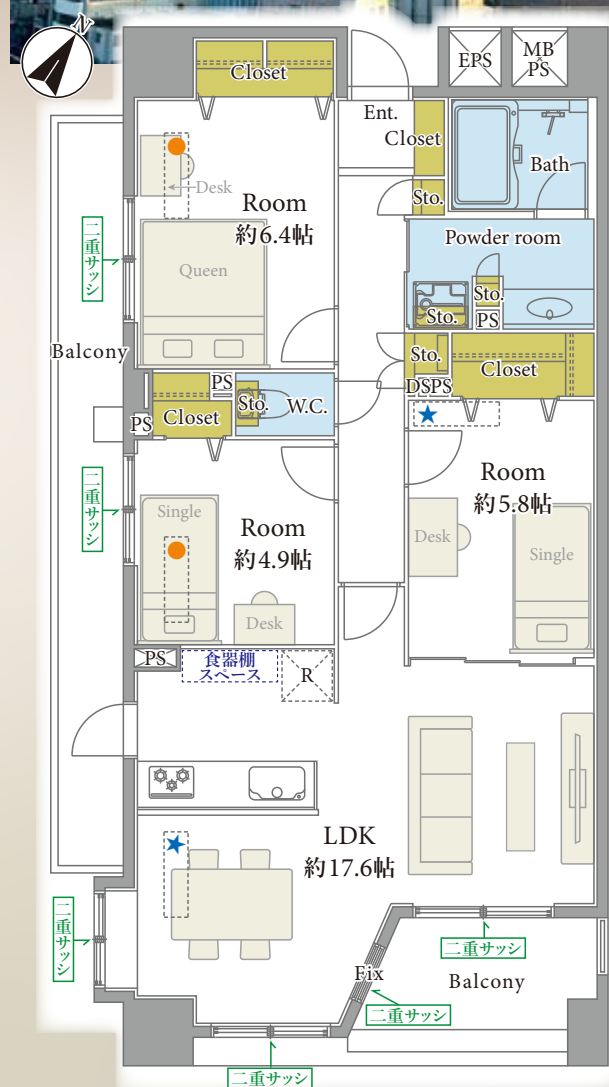 N
EPS
MB
PS
Closet
Ent.
Closet
Bath
Desk
Sto.
Room
約6.4帖
二重サッシ
Powder room
Queen
Sto.
Sto.
PS
Balcony
Sto.
Closet
PS
DS
PS
Sto.
W.C.
Closet
PS
Room
約5.8帖
二重サッシ
Single
Room
約4.9帖
Desk
Single
Desk
PS
食器棚
スペース
R
LDK
約17.6帖
二重サッシ
二重サッシ
Fix
Balcony
二重サッシ
二重サッシ